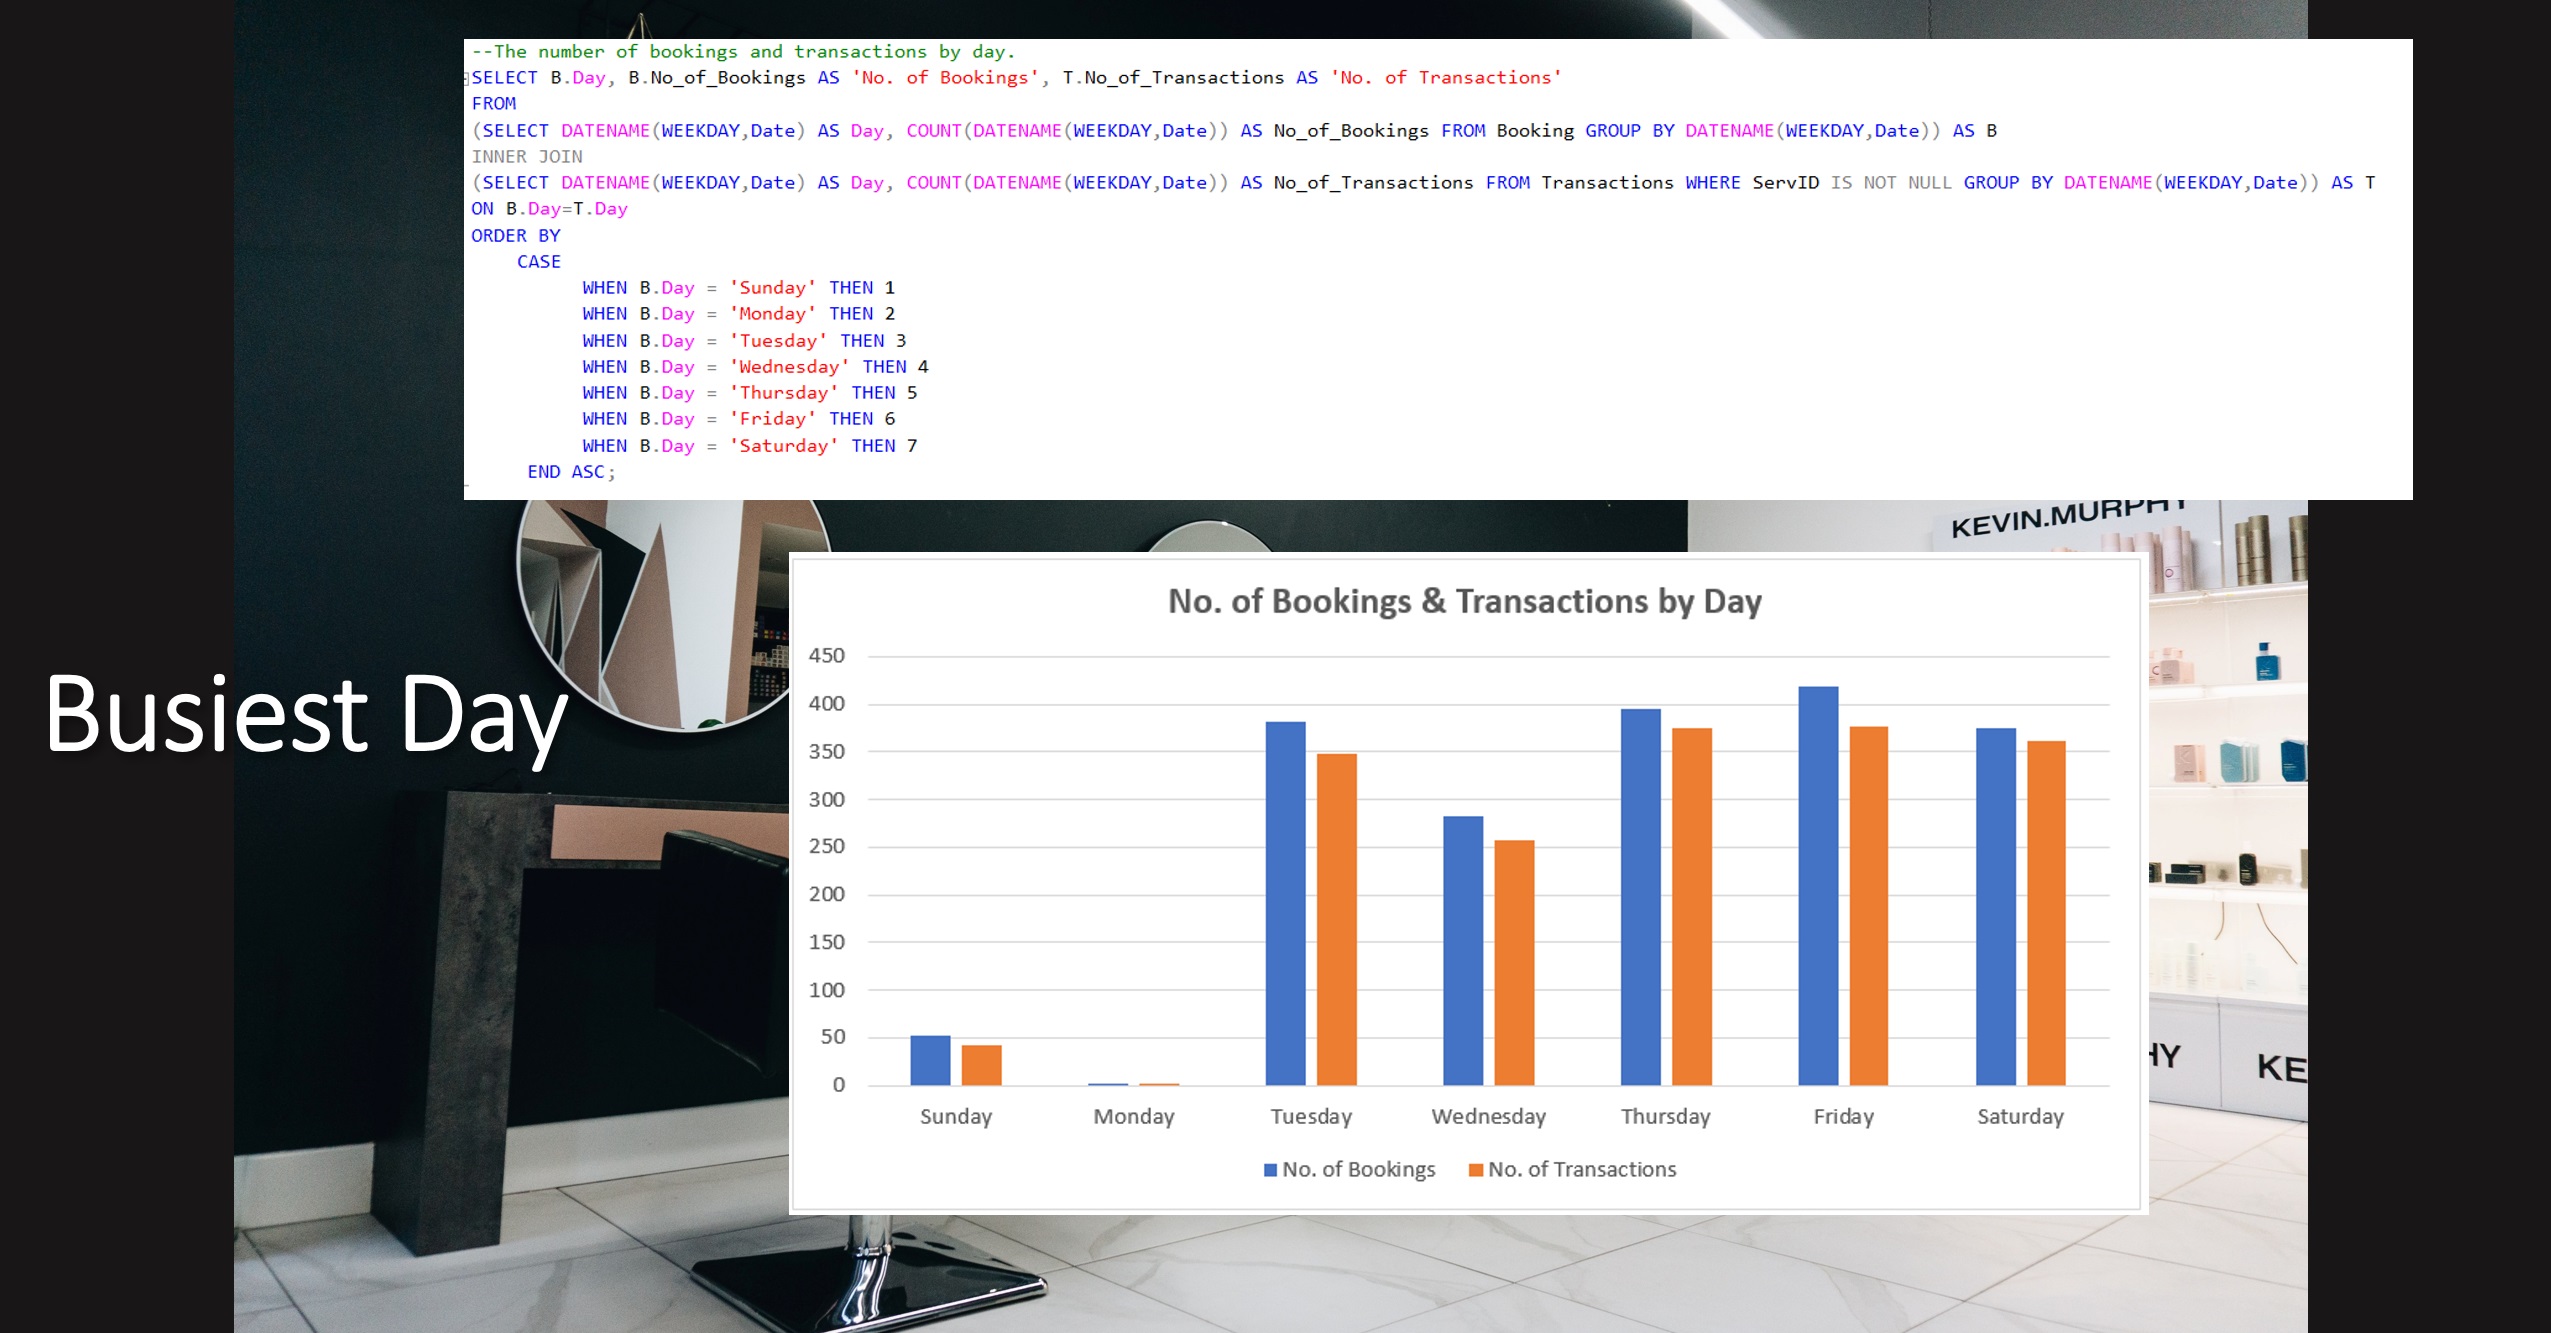 --The number of bookings and transactions by day.
SELECT B.Day, B.No_of_Bookings AS 'No. of Bookings', T.No_of_Transactions AS 'No. of Transactions'
FROM
(SELECT DATENAME(WEEKDAY,Date) AS Day, COUNT(DATENAME(WEEKDAY,Date)) AS No_of_Bookings FROM Booking GROUP BY DATENAME(WEEKDAY,Date)) AS B
INNER JOIN
(SELECT DATENAME(WEEKDAY,Date) AS Day, COUNT(DATENAME(WEEKDAY,Date)) AS No_of_Transactions FROM Transactions WHERE ServID IS NOT NULL GROUP BY DATENAME(WEEKDAY,Date)) AS T
ON B.Day=T.Day
ORDER BY
CASE
WHEN B.Day = 'Sunday' THEN 1
WHEN B.Day = 'Monday' THEN 2
WHEN B.Day = 'Tuesday' THEN 3
WHEN B.Day = 'Wednesday' THEN 4
WHEN B.Day = 'Thursday' THEN 5
WHEN B.Day = 'Friday' THEN 6
WHEN B.Day = 'Saturday' THEN 7
END ASC;
KEVIN.MURPHY
Busiest Day
No. of Bookings & Transactions by Day
450
400
350
300
250
200
150
100
50
0
Sunday Monday Tuesday Wednesday Thursday Friday Saturday
No. of Bookings No. of Transactions
HY KE